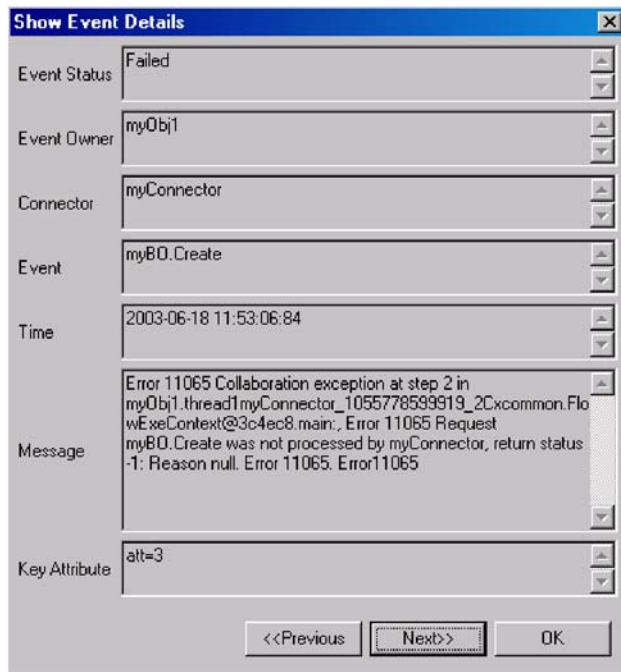 Show Event Details
Event Status
Failed
Event Owner
myObj1
Connector
myConnector
Event
myBO.Create
Time
2003-06-18 11:53:06:84
Message
Error 11065 Collaboration exception at step 2 in
myObj1.thread1myConnector_1055778599919_2Cxcommon.Flo
wExeContext@3c4ec8.main:, Error 11065 Request
myBO.Create was not processed by myConnector, return status
-1: Reason null. Error 11065. Error11065
Key Attribute
att=3
<<Previous
Next>>
OK